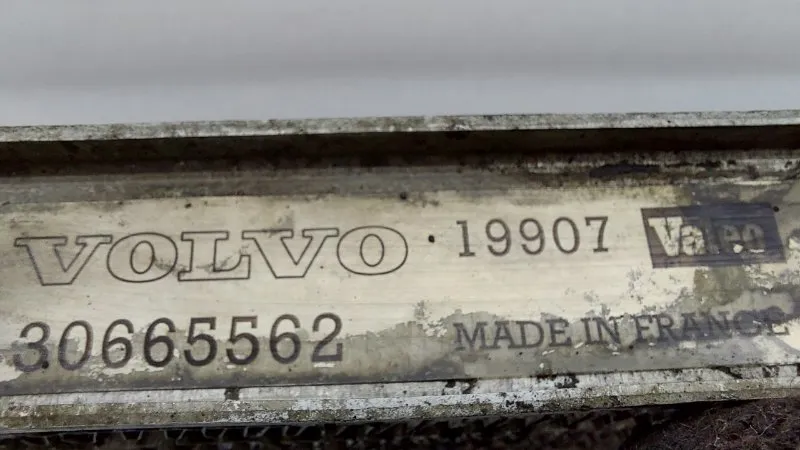 VOLVO 19907 Valeo
30665562 MADE IN FRANCE